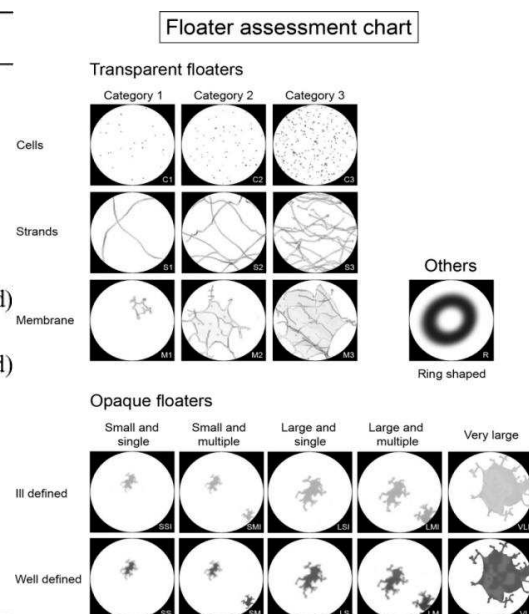 Floater assessment chart
Transparent floaters
Category 1 Category 2 Category 3
Cells
C1 C2 C3
Strands
S1 S2 S3
Others
d)
Membrane
M1 M2 M3 R
d)
Ring shaped
Opaque floaters
Small and single Small and multiple Large and single Large and multiple Very large
Ill defined
SSI SMI LSI LMI VLI
Well defined
SS SM LS LM